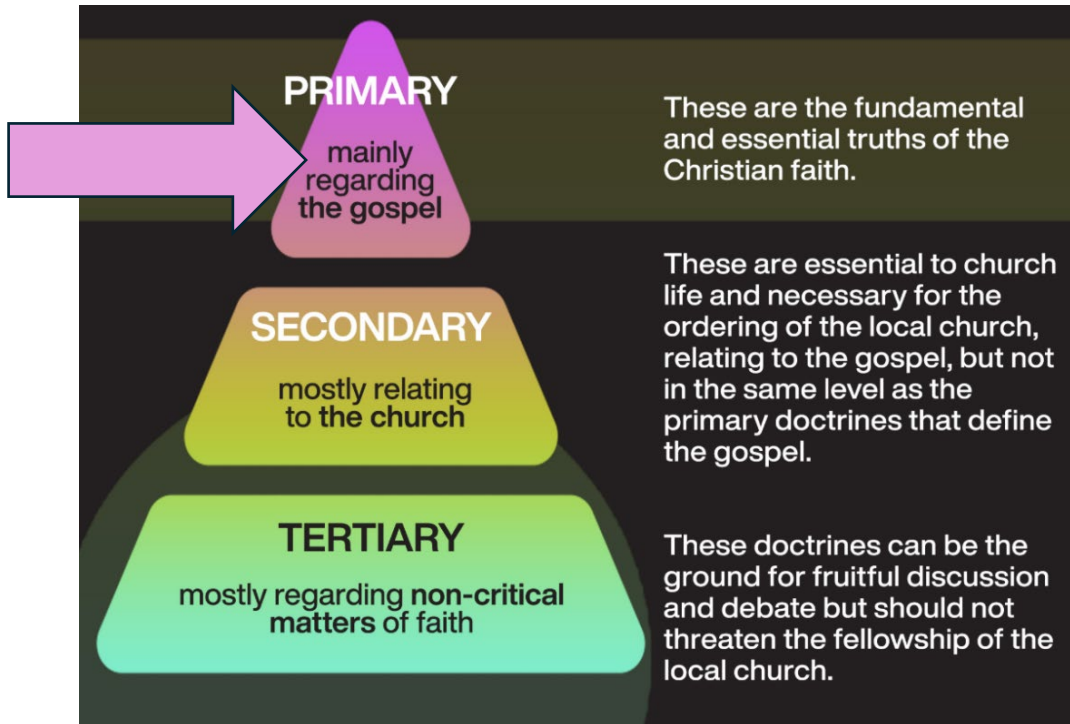 PRIMARY
mainly
regarding
the gospel
These are the fundamental
and essential truths of the
Christian faith.
SECONDARY
mostly relating
to the church
These are essential to church
life and necessary for the
ordering of the local church,
relating to the gospel, but not
in the same level as the
primary doctrines that define
the gospel.
TERTIARY
mostly regarding non-critical
matters of faith
These doctrines can be the
ground for fruitful discussion
and debate but should not
threaten the fellowship of the
local church.